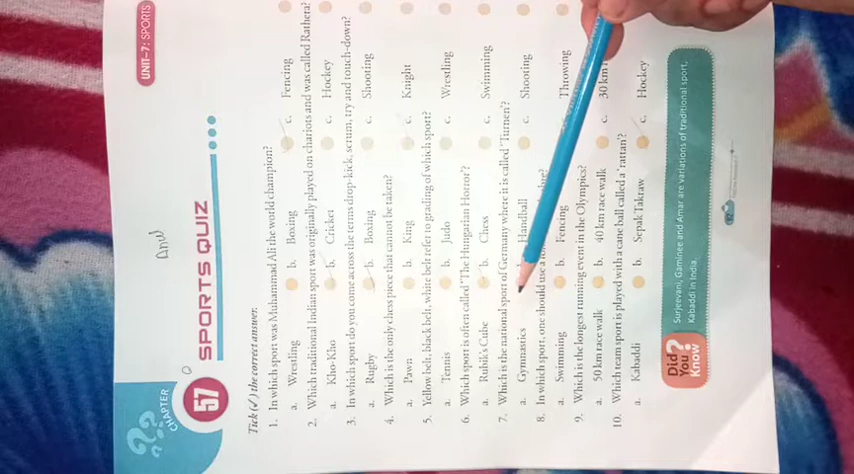 UNIT-7: SPORTS
CHAPTER
57
SPORTS QUIZ
Tick (✓) the correct answer.
1. In which sport was Muhammad Ali the world champion?
a. Wrestling b. Boxing c. Fencing
2. Which traditional Indian sport was originally played on chariots and was called Rathera?
a. Kho-Kho b. Cricket c. Hockey
3. In which sport do you come across the terms drop-kick, scrum, try and touch-down?
a. Rugby b. Boxing c. Shooting
4. Which is the only chess piece that cannot be taken?
a. Pawn b. King c. Knight
5. Yellow belt, black belt, white belt refer to grading of which sport?
a. Tennis b. Judo c. Wrestling
6. Which sport is often called 'The Hungarian Horror'?
a. Rubik's Cube b. Chess c. Swimming
7. Which is the national sport of Germany where it is called 'Turnen'?
a. Gymnastics Handball c. Shooting
8. In which sport, one should use a
a. Swimming b. Fencing Throwing
9. Which is the longest running event in the Olympics?
a. 50 km race walk b. 40 km race walk c. 30 km
10. Which team sport is played with a cane ball called a 'rattan'?
a. Kabaddi b. Sepak Takraw c. Hockey
Did You Know ?
Surjeevani, Gaminee and Amar are variations of traditional sport,
Kabaddi in India.